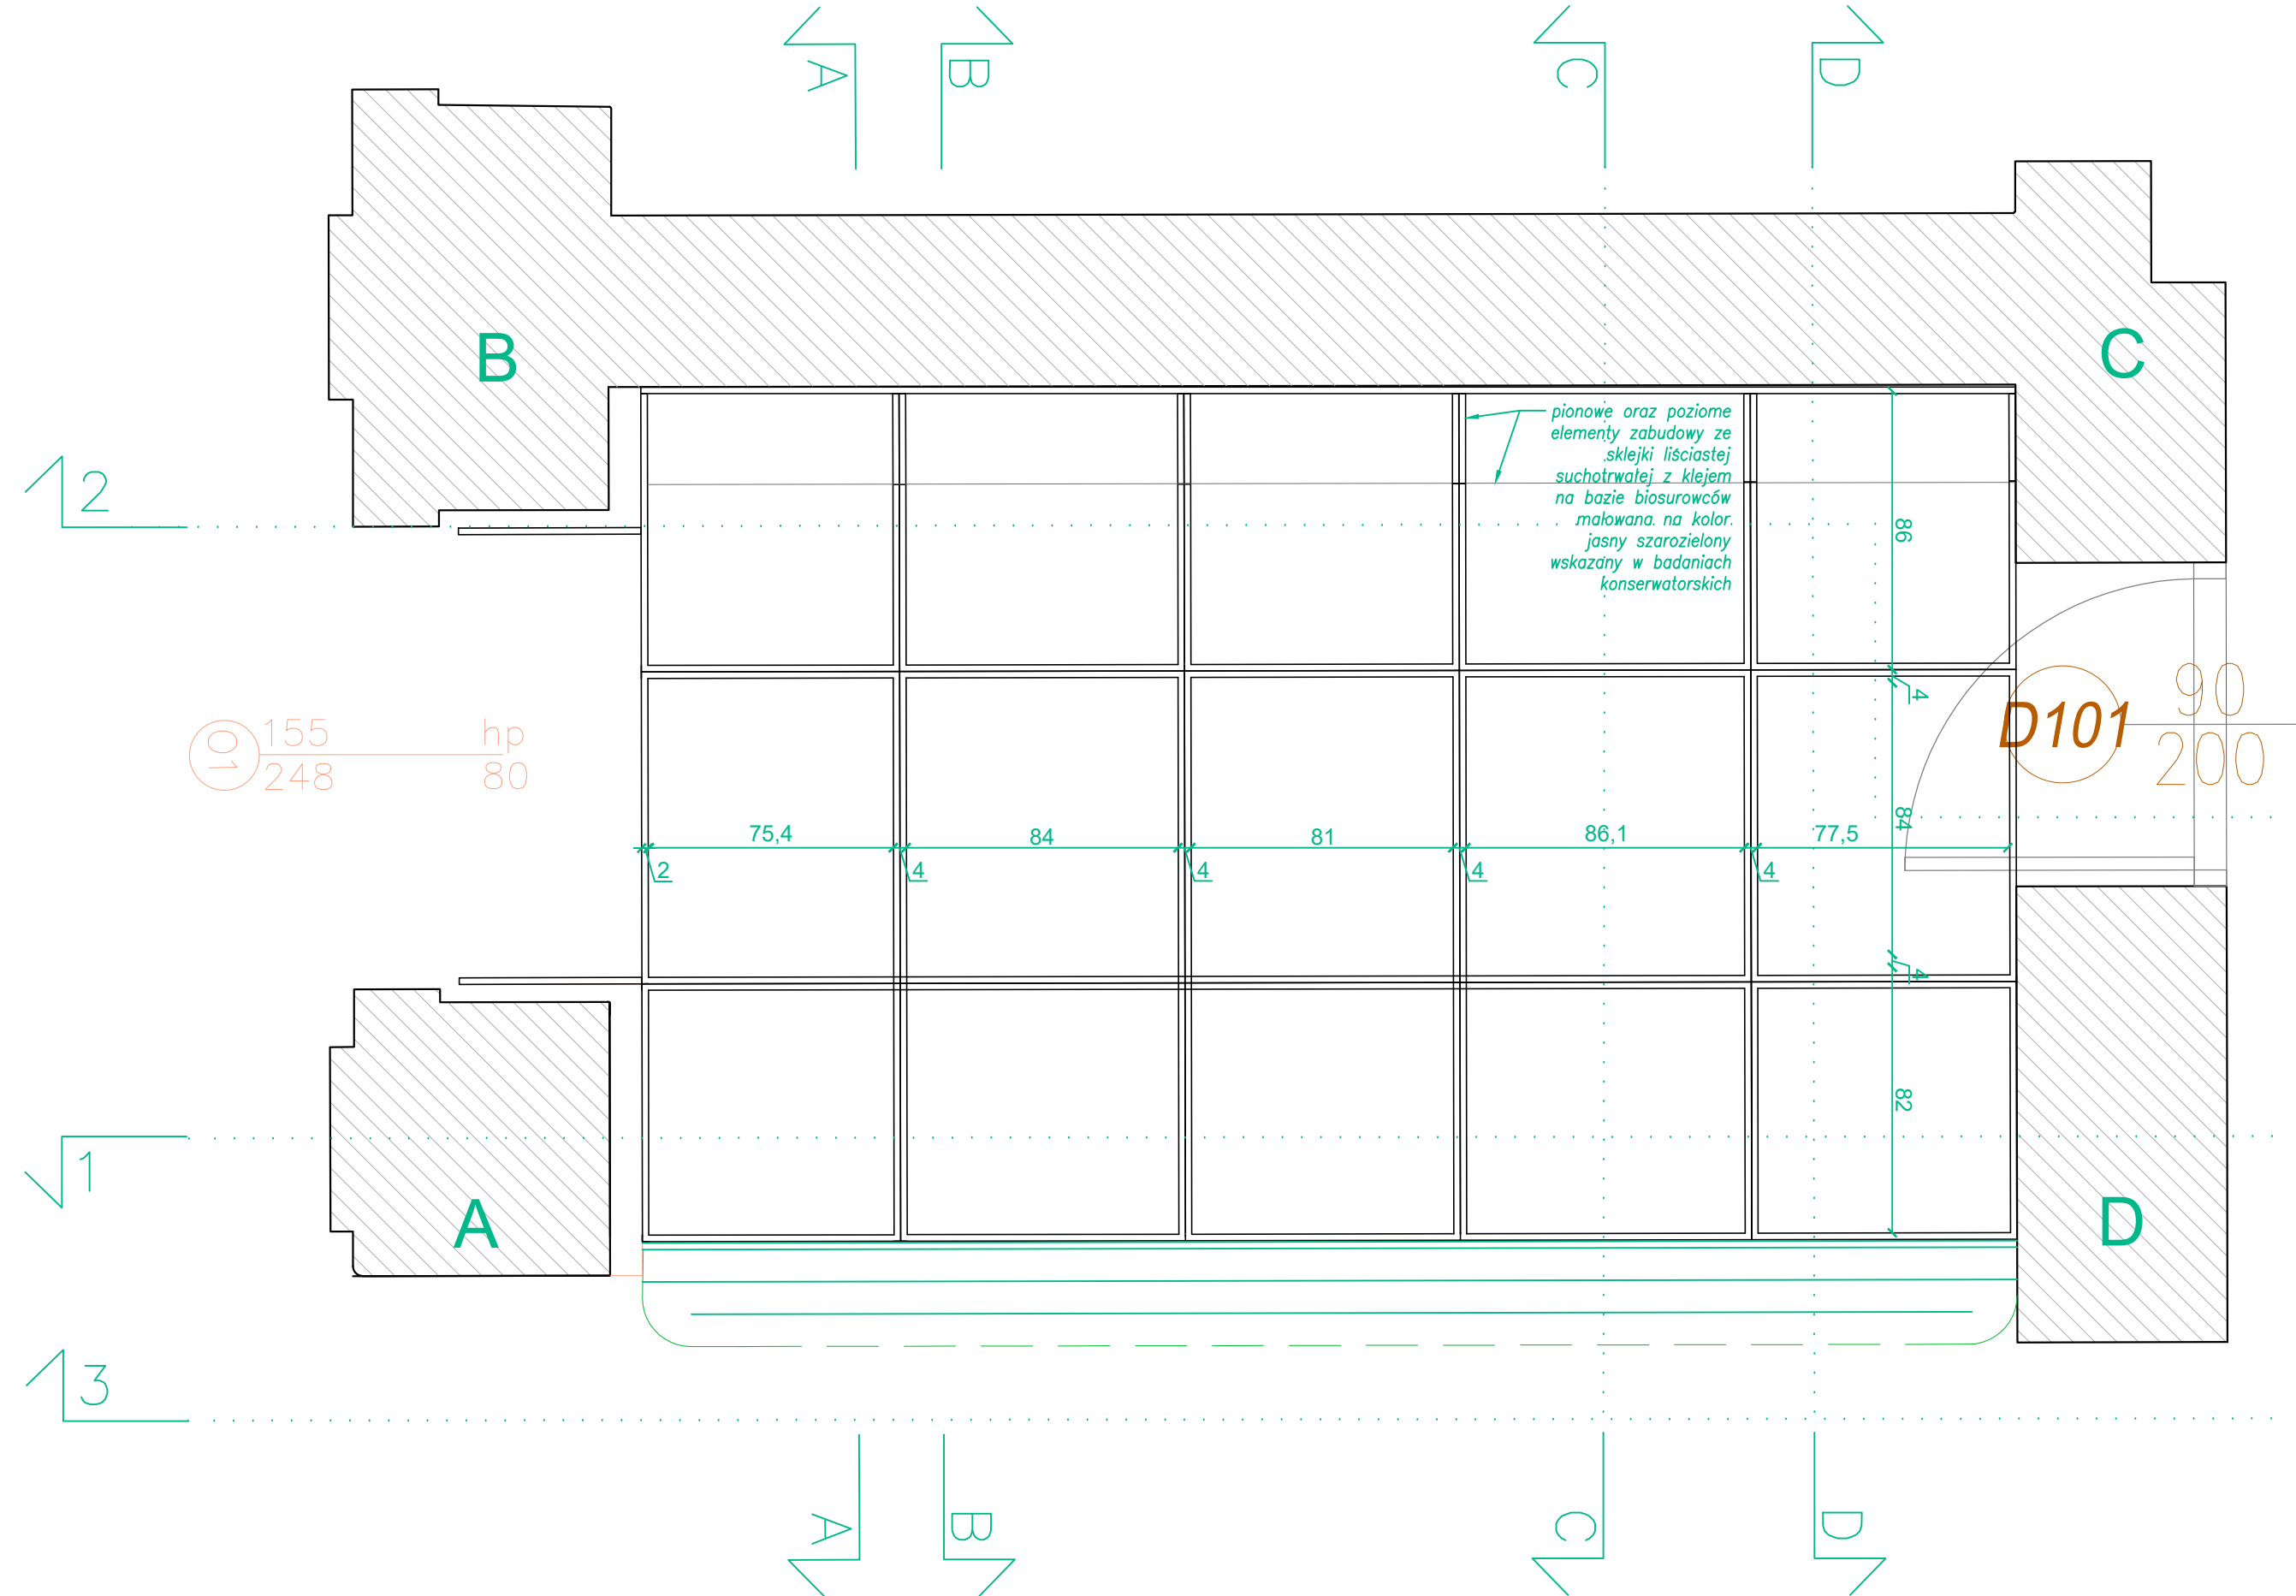 A
B
C
D
B
C
pionowe oraz poziome
elementy zabudowy ze
sklejki liściastej
suchotrwałej z klejem
na bazie biosurowców
malowana na kolor
jasny szarozielony
wskazany w badaniach
konserwatorskich
2
86
4
01
155
hp
248
80
D101
90
200
75,4
84
81
86,1
77,5
84
2
4
4
4
4
4
1
82
A
D
3
A
B
C
D